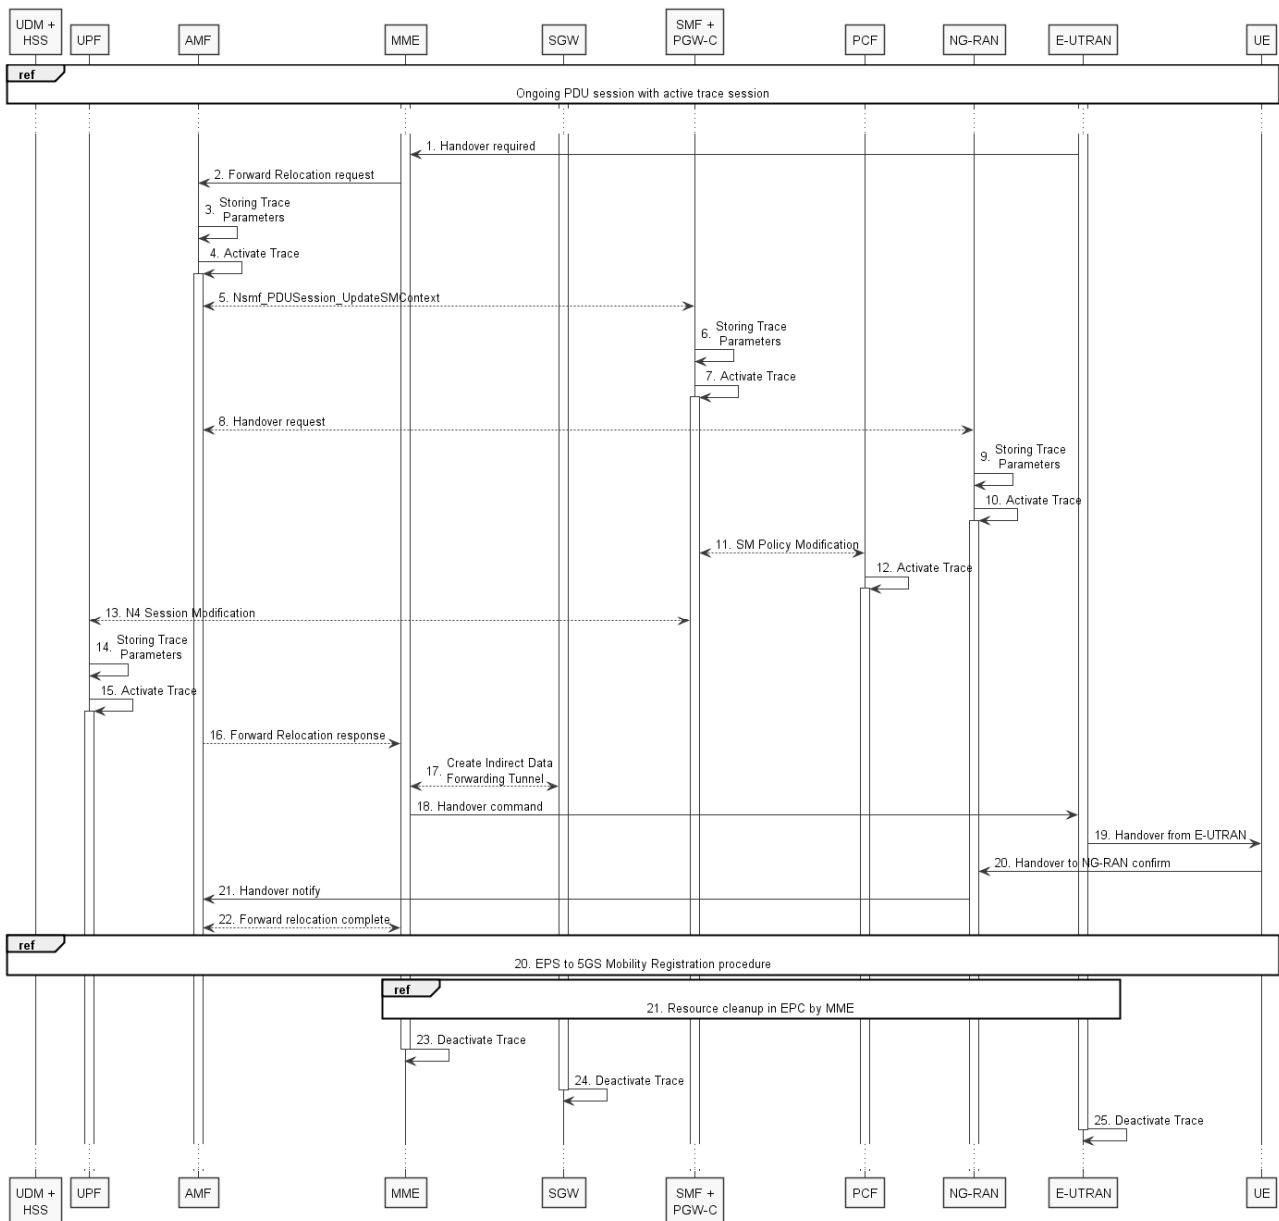 UDM +
HSS
UPF
AMF
MME
SGW
SMF +
PGW-C
PCF
NG-RAN
E-UTRAN
UE
ref
Ongoing PDU session with active trace session
1. Handover required
2. Forward Relocation request
3. Storing Trace
Parameters
4. Activate Trace
5. Nsmf_PDUSession_UpdateSMContext
6. Storing Trace
Parameters
7. Activate Trace
8. Handover request
9. Storing Trace
Parameters
10. Activate Trace
11. SM Policy Modification
12. Activate Trace
13. N4 Session Modification
14. Storing Trace
Parameters
15. Activate Trace
16. Forward Relocation response
17. Create Indirect Data
Forwarding Tunnel
18. Handover command
19. Handover from E-UTRAN
20. Handover to NG-RAN confirm
21. Handover notify
22. Forward relocation complete
ref
20. EPS to 5GS Mobility Registration procedure
ref
21. Resource cleanup in EPC by MME
23. Deactivate Trace
24. Deactivate Trace
25. Deactivate Trace
UDM +
HSS
UPF
AMF
MME
SGW
SMF +
PGW-C
PCF
NG-RAN
E-UTRAN
UE